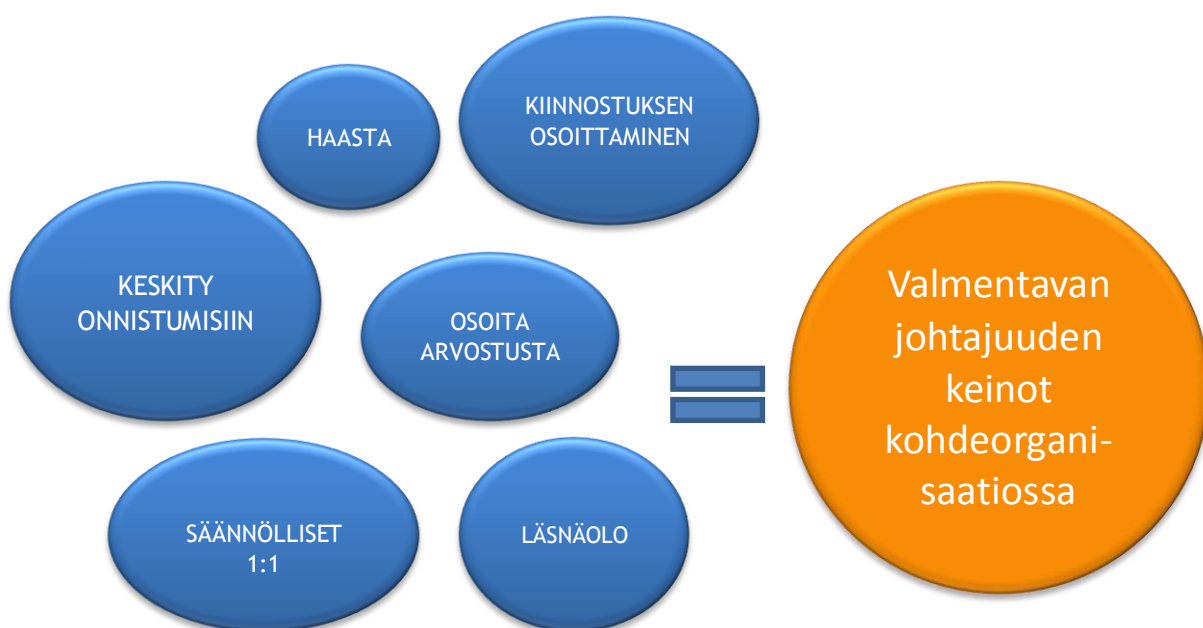 HAASTA
KIINNOSTUKSEN
OSOITTAMINEN
KESKITY
ONNISTUMISIIN
OSOITA
ARVOSTUSTA
SÄÄNNÖLLISET
1:1
LÄSNÄOLO
Valmentavan
johtajuuden
keinot
kohdeorgani-
saatiossa